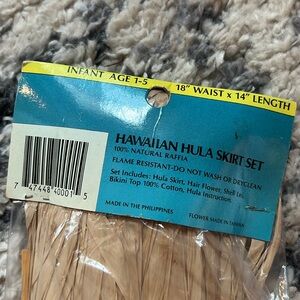 INFANT AGE 1-5 18" WAIST x 14" LENGTH
HAWAIIAN HULA SKIRT SET
100% NATURAL RAFFIA
FLAME RESISTANT-DO NOT WASH OR DRYCLEAN
Set Includes: Hula Skirt, Hair Flower, Shell Lei,
Bikini Top 100% Cotton, Hula Instruction
7 47448 40001 5
MADE IN THE PHILIPPINES FLOWER MADE IN TAIWAN